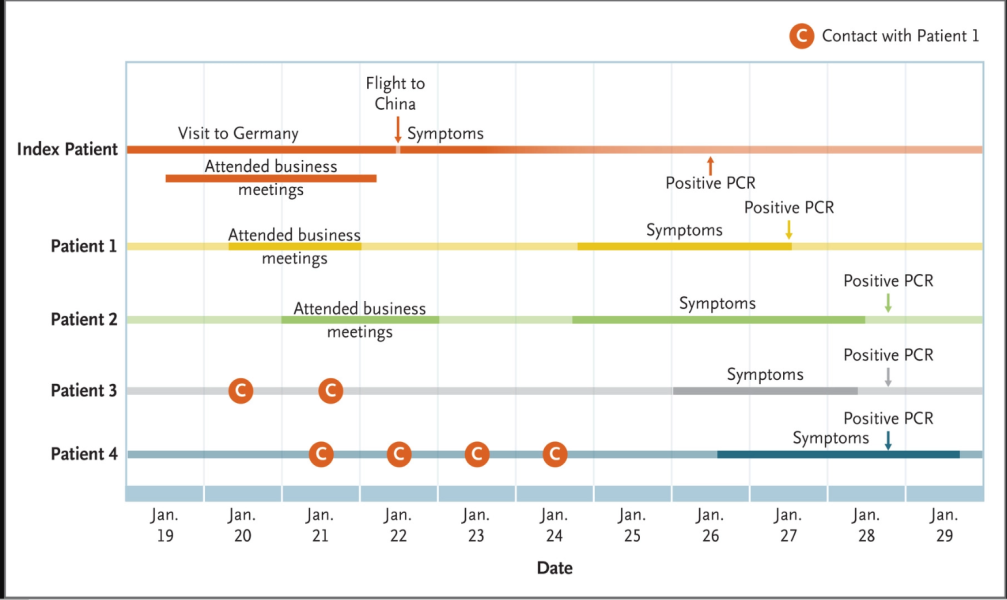 C Contact with Patient 1
Flight to
China
Visit to Germany
Symptoms
Index Patient
Attended business
meetings
Positive PCR
Positive PCR
Patient 1
Attended business
meetings
Symptoms
Positive PCR
Patient 2
Attended business
meetings
Symptoms
Positive PCR
Patient 3
C C
Symptoms
Positive PCR
Patient 4
C C C C
Symptoms
Jan. Jan. Jan. Jan. Jan. Jan. Jan. Jan. Jan. Jan. Jan.
19 20 21 22 23 24 25 26 27 28 29
Date